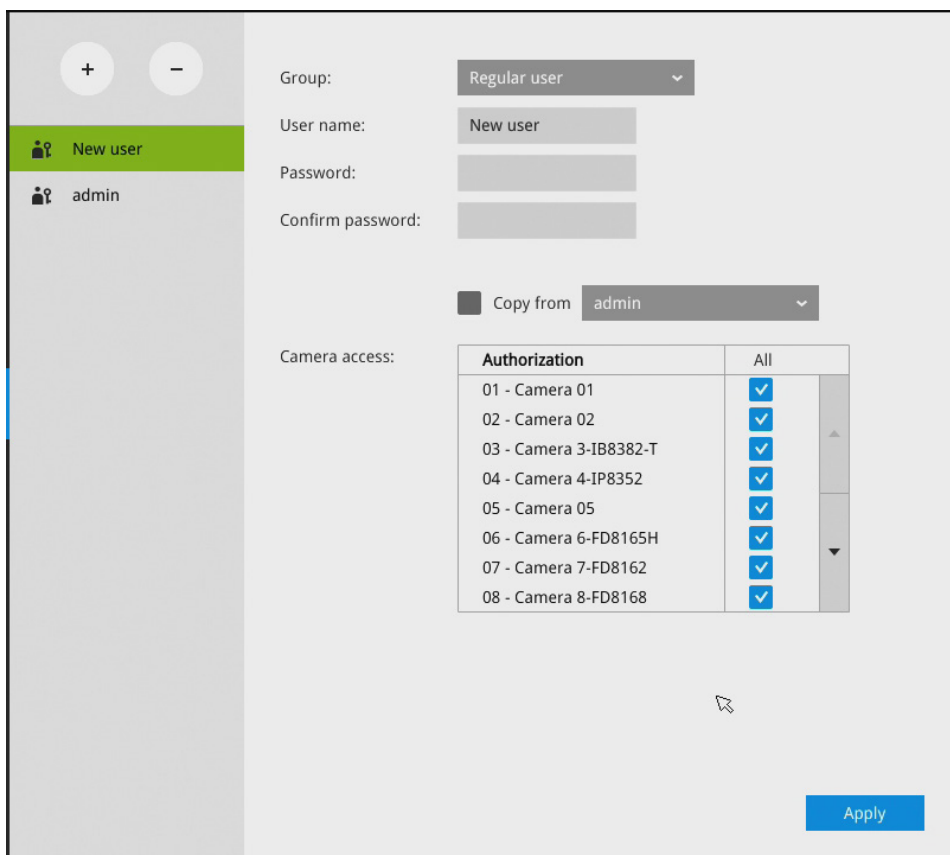 + −
New user
admin
Group: Regular user
User name: New user
Password:
Confirm password:
Copy from admin
Camera access:
Authorization All
01 - Camera 01
02 - Camera 02
03 - Camera 3-IB8382-T
04 - Camera 4-IP8352
05 - Camera 05
06 - Camera 6-FD8165H
07 - Camera 7-FD8162
08 - Camera 8-FD8168
Apply